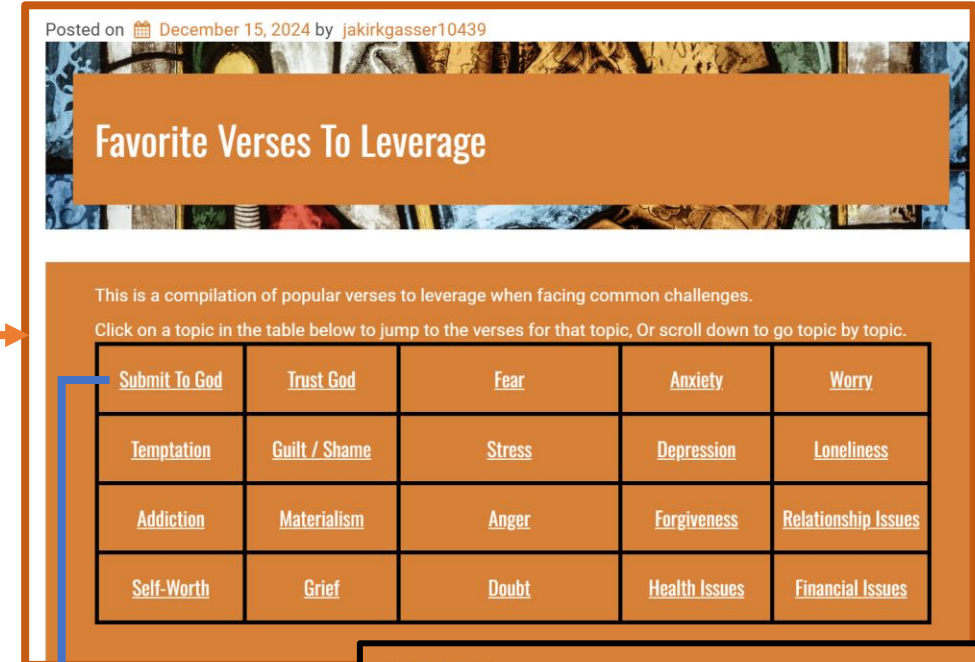 Posted on December 15, 2024 by jakirkgasser10439
Favorite Verses To Leverage
This is a compilation of popular verses to leverage when facing common challenges.
Click on a topic in the table below to jump to the verses for that topic, Or scroll down to go topic by topic.
Submit To God Trust God Fear Anxiety Worry
Temptation Guilt / Shame Stress Depression Loneliness
Addiction Materialism Anger Forgiveness Relationship Issues
Self-Worth Grief Doubt Health Issues Financial Issues